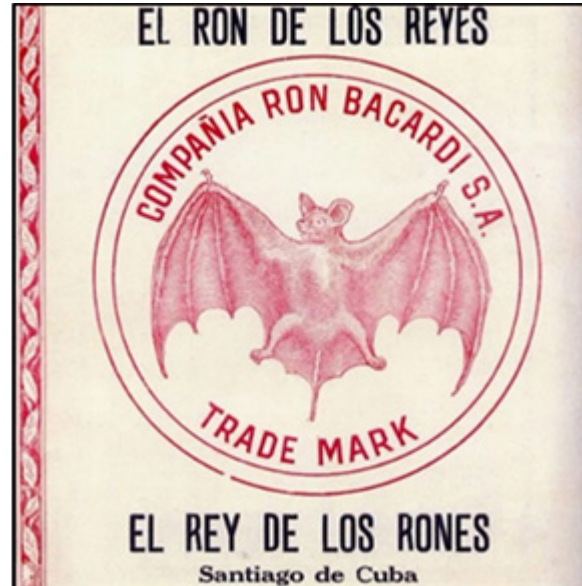 EL RON DE LOS REYES
COMPAÑIA RON BACARDI S.A.
TRADE MARK
EL REY DE LOS RONES
Santiago de Cuba